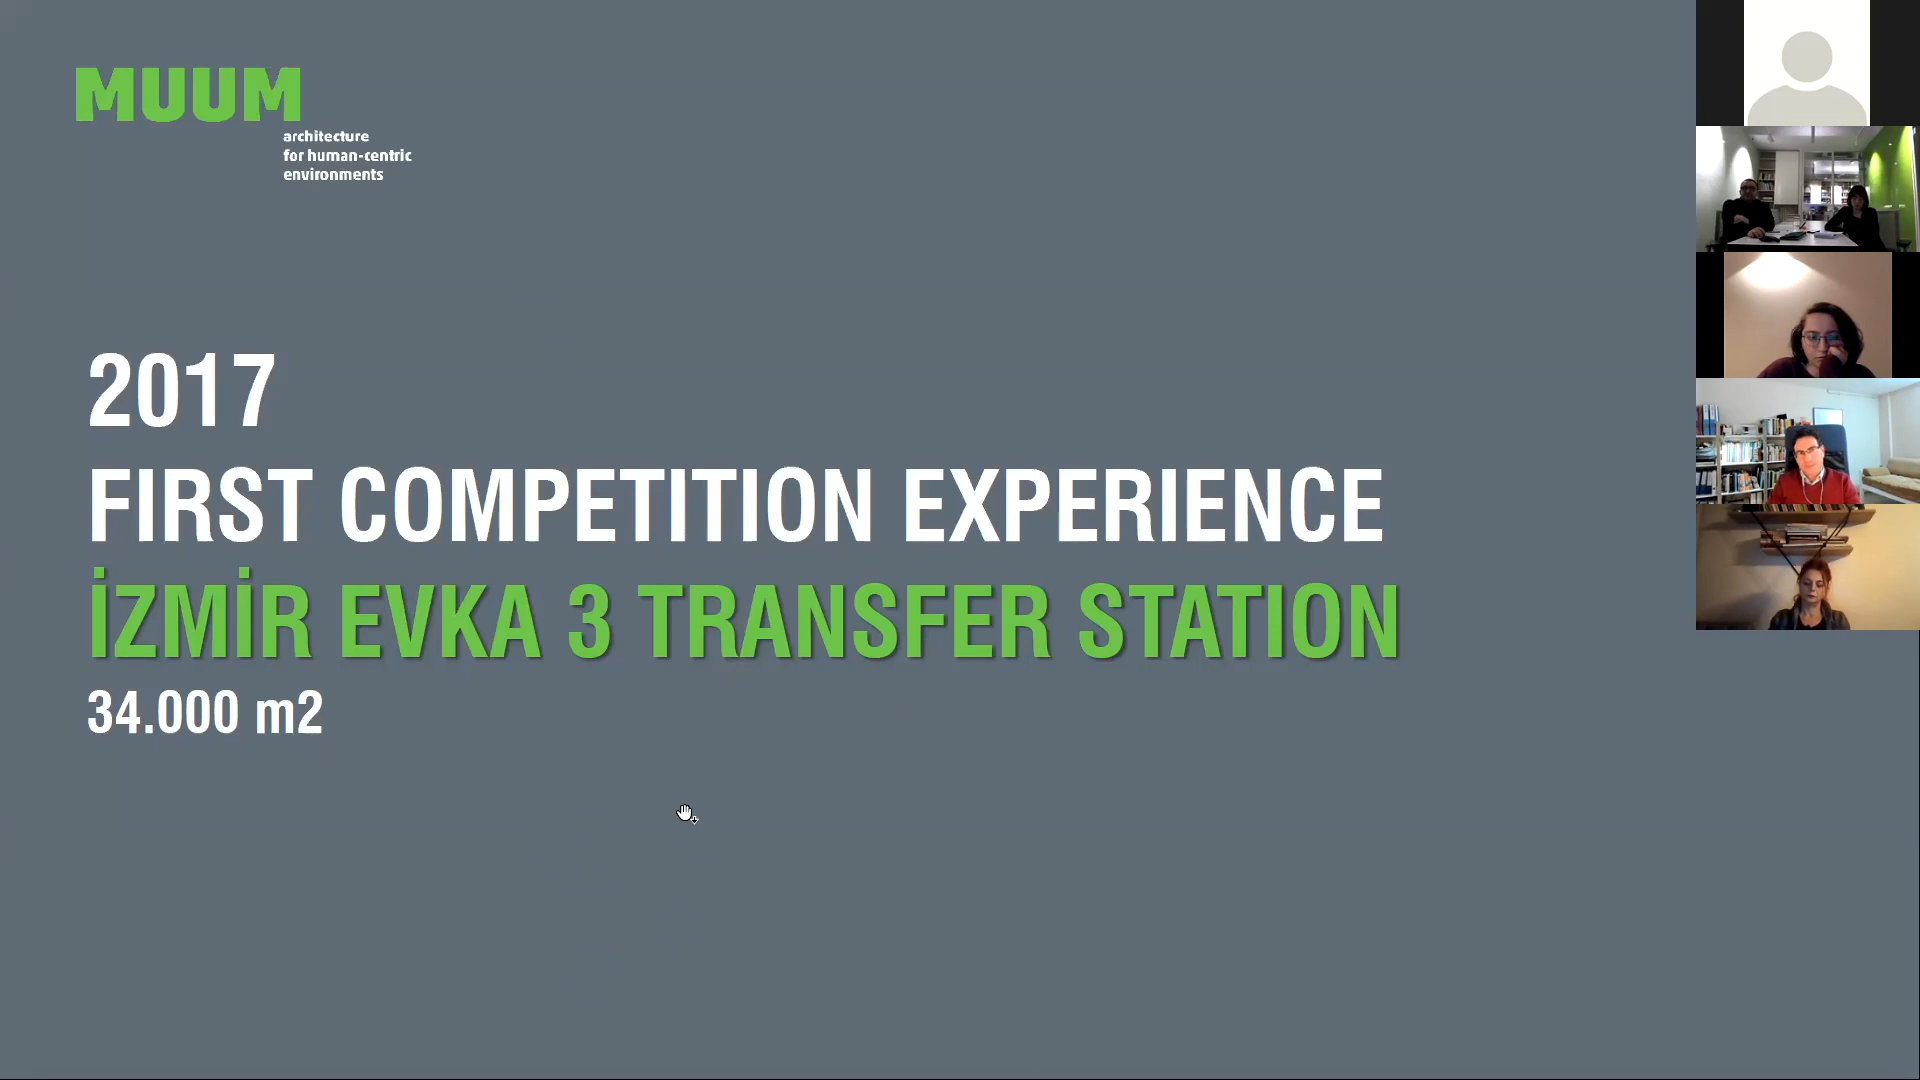 MUUM
architecture
for human-centric
environments
2017
FIRST COMPETITION EXPERIENCE
İZMİR EVKA 3 TRANSFER STATION
34.000 m2